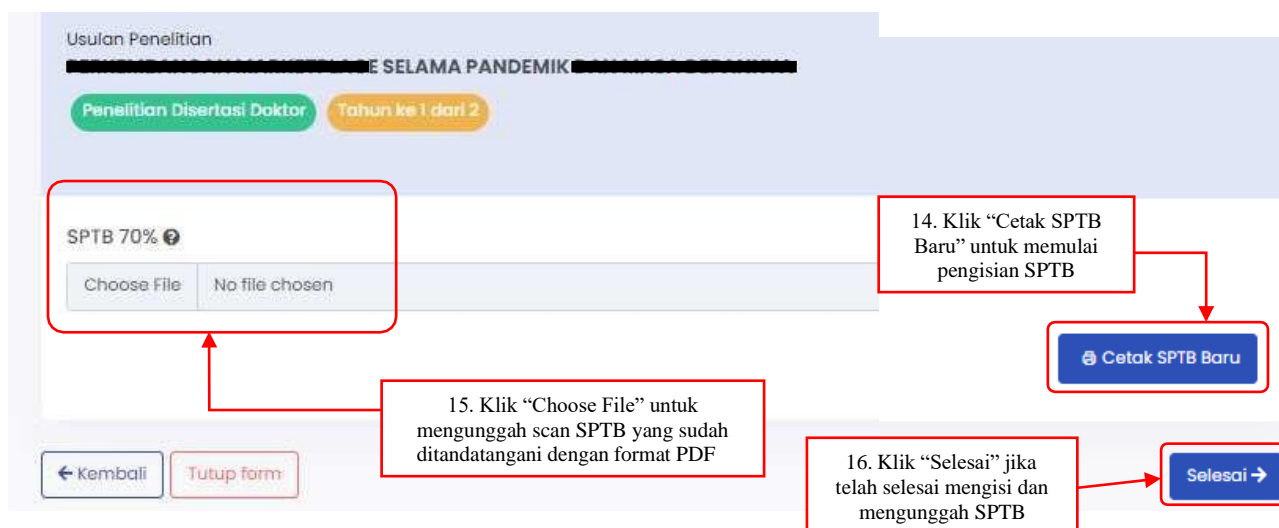 Usulan Penelitian
E SELAMA PANDEMIK
Penelitian Disertasi Doktor
Tahun ke 1 dari 2
SPTB 70%
Choose File
No file chosen
14. Klik “Cetak SPTB
Baru” untuk memulai
pengisian SPTB
Cetak SPTB Baru
15. Klik “Choose File” untuk
mengunggah scan SPTB yang sudah
ditandatangani dengan format PDF
Kembali
Tutup form
16. Klik “Selesai” jika
telah selesai mengisi dan
mengunggah SPTB
Selesai